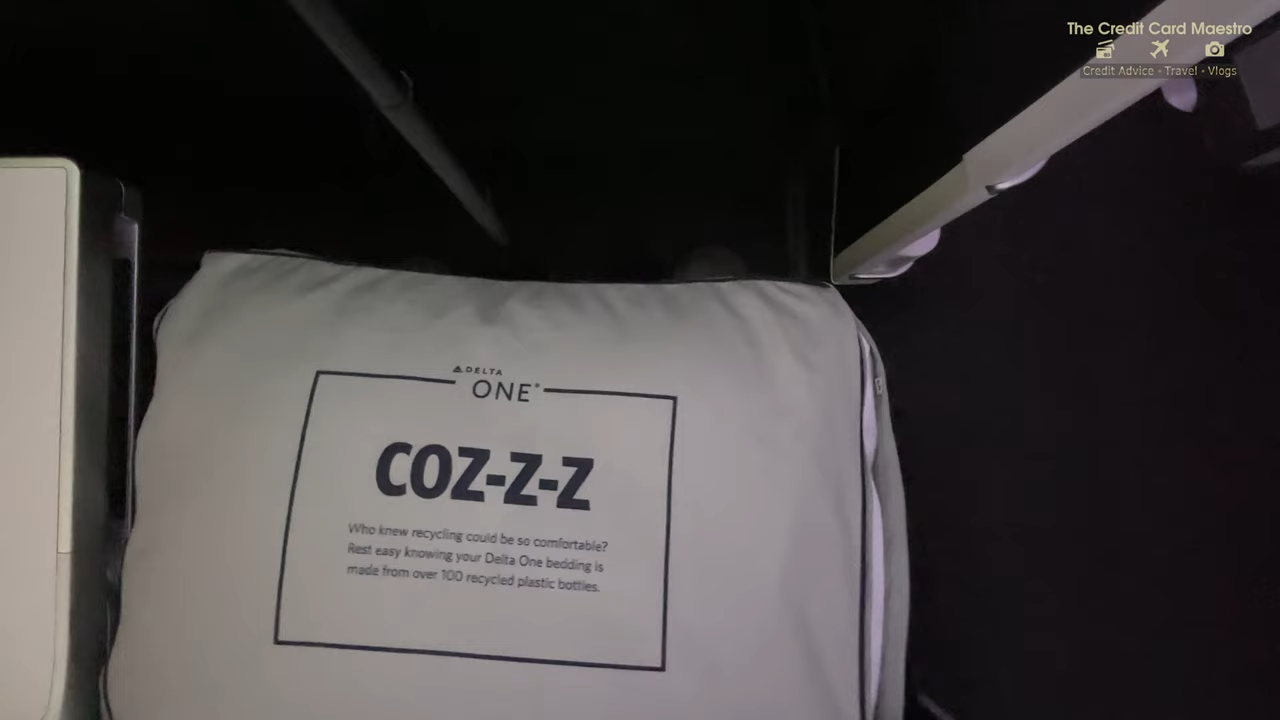 The Credit Card Maestro
Credit Advice • Travel • Vlogs
DELTA
ONE®
COZ-Z-Z
Who knew recycling could be so comfortable?
Rest easy knowing your Delta One bedding is
made from over 100 recycled plastic bottles.